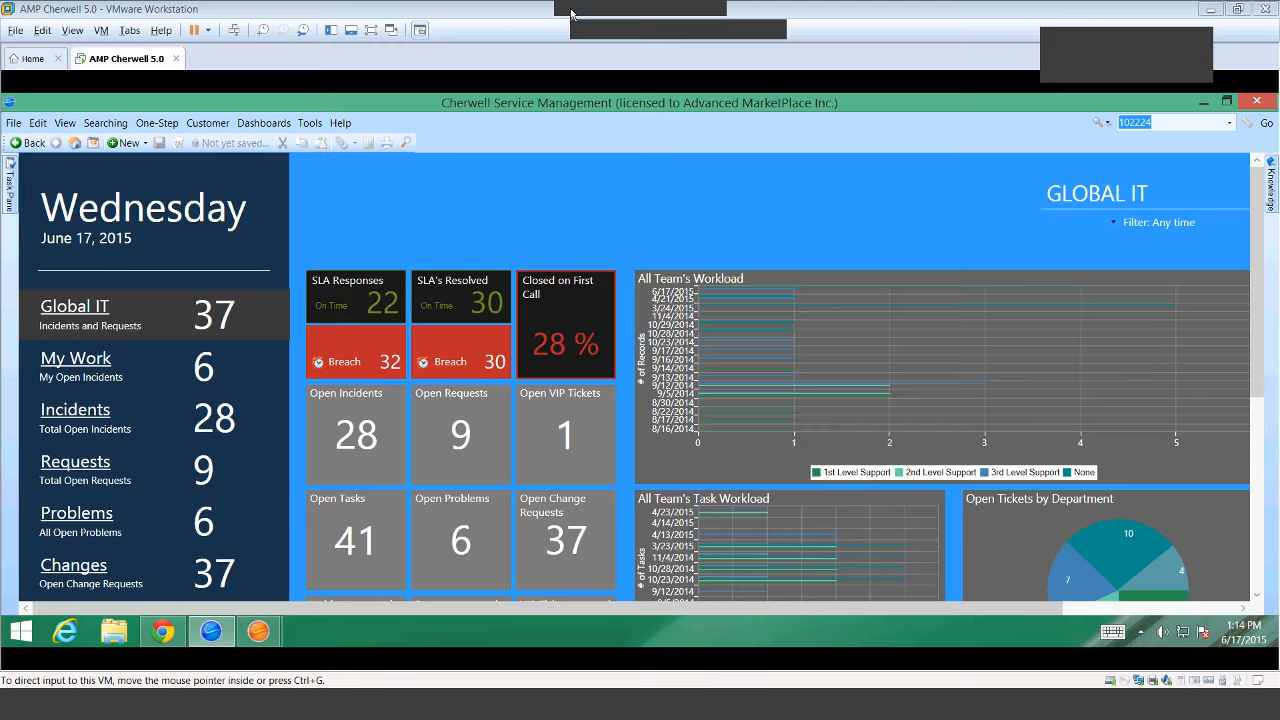 AMP Cherwell 5.0 - VMware Workstation
File Edit View VM Tabs Help
Home AMP Cherwell 5.0
Cherwell Service Management (licensed to Advanced MarketPlace Inc.)
File Edit View Searching One-Step Customer Dashboards Tools Help
102224 Go
Back New Not yet saved...
Task Pane
Knowledge
Wednesday
June 17, 2015
Global IT 37
Incidents and Requests
My Work 6
My Open Incidents
Incidents 28
Total Open Incidents
Requests 9
Total Open Requests
Problems 6
All Open Problems
Changes 37
Open Change Requests
GLOBAL IT
Filter: Any time
SLA Responses
On Time 22
Breach 32
SLA's Resolved
On Time 30
Breach 30
Closed on First
Call
28 %
Open Incidents
28
Open Requests
9
Open VIP Tickets
1
Open Tasks
41
Open Problems
6
Open Change
Requests
37
All Team's Workload
# of Records
6/17/2015
4/21/2015
3/24/2015
11/4/2014
10/29/2014
10/28/2014
10/23/2014
9/17/2014
9/16/2014
9/14/2014
9/13/2014
9/12/2014
9/5/2014
8/30/2014
8/22/2014
8/17/2014
8/16/2014
0 1 2 3 4 5
1st Level Support 2nd Level Support 3rd Level Support None
All Team's Task Workload
# of Tasks
4/23/2015
4/14/2015
4/13/2015
3/23/2015
11/4/2014
10/28/2014
10/23/2014
9/12/2014
Open Tickets by Department
10
4
7
1:14 PM
6/17/2015
To direct input to this VM, move the mouse pointer inside or press Ctrl+G.